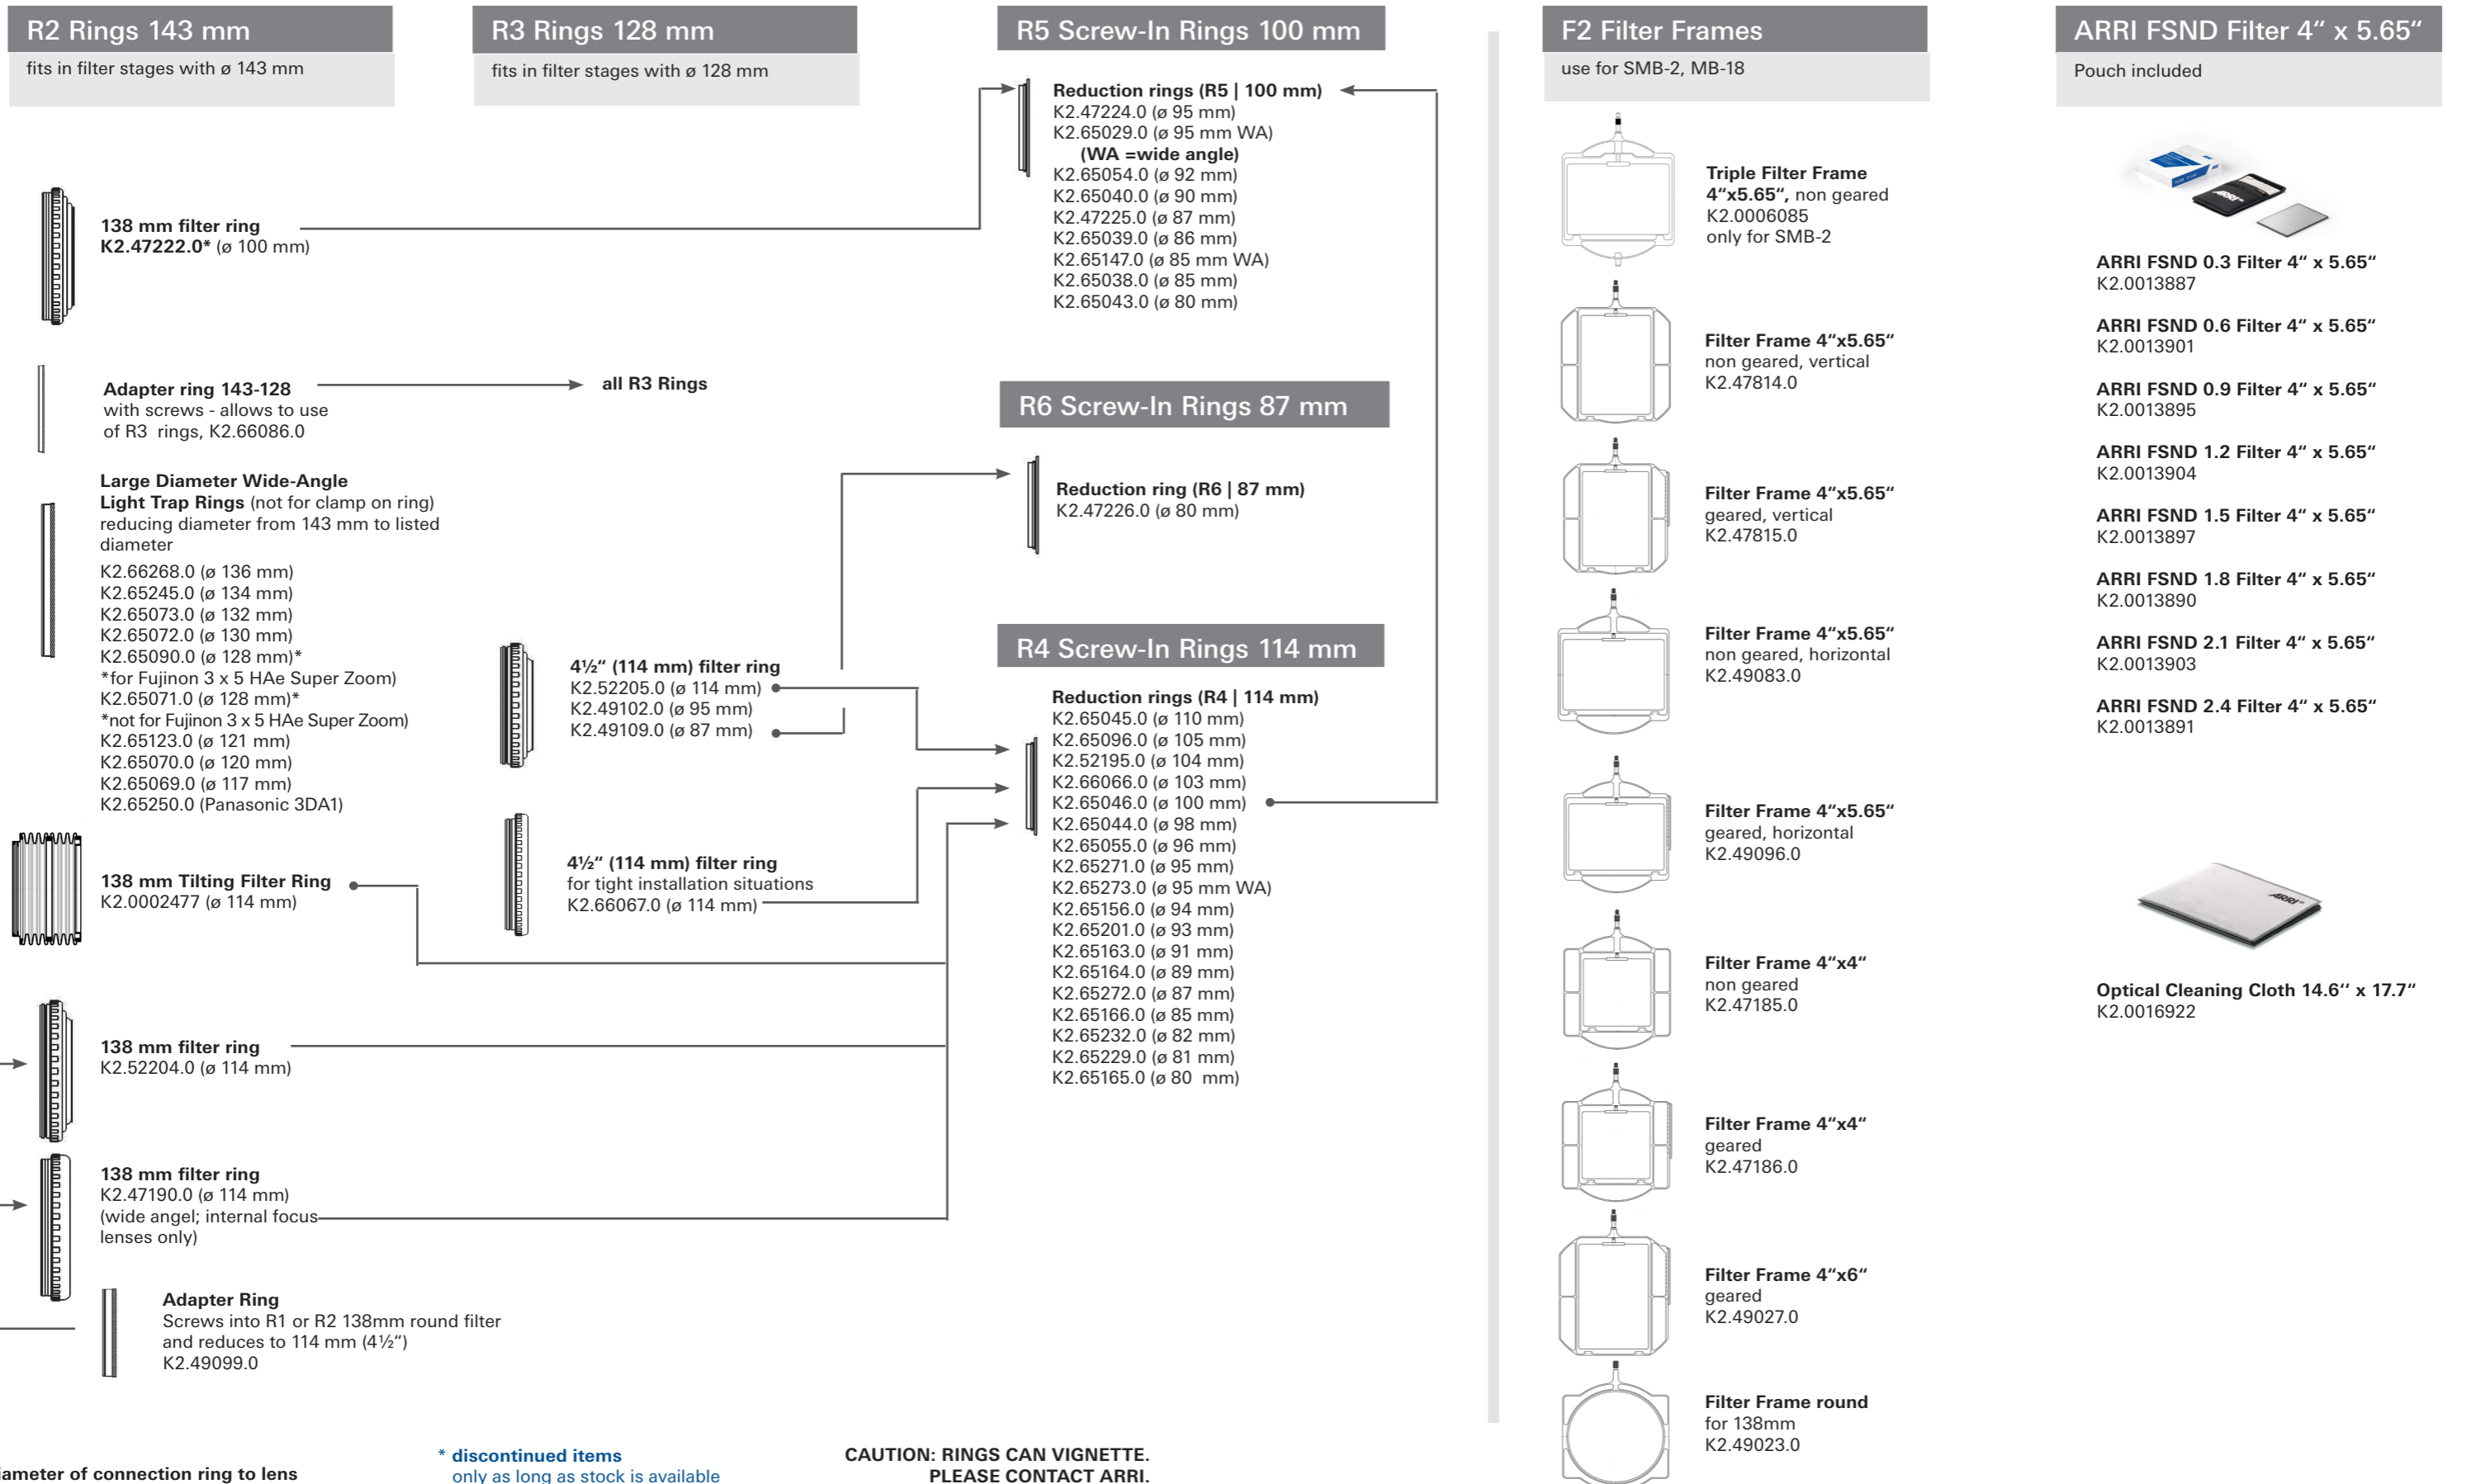 R2 Rings 143 mm
fits in filter stages with ø 143 mm
138 mm filter ring
K2.47222.0* (ø 100 mm)
Adapter ring 143-128
with screws - allows to use
of R3 rings, K2.66086.0
Large Diameter Wide-Angle
Light Trap Rings (not for clamp on ring)
reducing diameter from 143 mm to listed
diameter
K2.66268.0 (ø 136 mm)
K2.65245.0 (ø 134 mm)
K2.65073.0 (ø 132 mm)
K2.65072.0 (ø 130 mm)
K2.65090.0 (ø 128 mm)*
*for Fujinon 3 x 5 HAe Super Zoom)
K2.65071.0 (ø 128 mm)*
*not for Fujinon 3 x 5 HAe Super Zoom)
K2.65123.0 (ø 121 mm)
K2.65070.0 (ø 120 mm)
K2.65069.0 (ø 117 mm)
K2.65250.0 (Panasonic 3DA1)
138 mm Tilting Filter Ring
K2.0002477 (ø 114 mm)
138 mm filter ring
K2.52204.0 (ø 114 mm)
138 mm filter ring
K2.47190.0 (ø 114 mm)
(wide angel; internal focus
lenses only)
Adapter Ring
Screws into R1 or R2 138mm round filter
and reduces to 114 mm (4½“)
K2.49099.0
R3 Rings 128 mm
fits in filter stages with ø 128 mm
all R3 Rings
4½“ (114 mm) filter ring
K2.52205.0 (ø 114 mm)
K2.49102.0 (ø 95 mm)
K2.49109.0 (ø 87 mm)
4½“ (114 mm) filter ring
for tight installation situations
K2.66067.0 (ø 114 mm)
R5 Screw-In Rings 100 mm
Reduction rings (R5 | 100 mm)
K2.47224.0 (ø 95 mm)
K2.65029.0 (ø 95 mm WA)
(WA =wide angle)
K2.65054.0 (ø 92 mm)
K2.65040.0 (ø 90 mm)
K2.47225.0 (ø 87 mm)
K2.65039.0 (ø 86 mm)
K2.65147.0 (ø 85 mm WA)
K2.65038.0 (ø 85 mm)
K2.65043.0 (ø 80 mm)
R6 Screw-In Rings 87 mm
Reduction ring (R6 | 87 mm)
K2.47226.0 (ø 80 mm)
R4 Screw-In Rings 114 mm
Reduction rings (R4 | 114 mm)
K2.65045.0 (ø 110 mm)
K2.65096.0 (ø 105 mm)
K2.52195.0 (ø 104 mm)
K2.66066.0 (ø 103 mm)
K2.65046.0 (ø 100 mm)
K2.65044.0 (ø 98 mm)
K2.65055.0 (ø 96 mm)
K2.65271.0 (ø 95 mm)
K2.65273.0 (ø 95 mm WA)
K2.65156.0 (ø 94 mm)
K2.65201.0 (ø 93 mm)
K2.65163.0 (ø 91 mm)
K2.65164.0 (ø 89 mm)
K2.65272.0 (ø 87 mm)
K2.65166.0 (ø 85 mm)
K2.65232.0 (ø 82 mm)
K2.65229.0 (ø 81 mm)
K2.65165.0 (ø 80 mm)
F2 Filter Frames
use for SMB-2, MB-18
Triple Filter Frame
4“x5.65“, non geared
K2.0006085
only for SMB-2
Filter Frame 4“x5.65“
non geared, vertical
K2.47814.0
Filter Frame 4“x5.65“
geared, vertical
K2.47815.0
Filter Frame 4“x5.65“
non geared, horizontal
K2.49083.0
Filter Frame 4“x5.65“
geared, horizontal
K2.49096.0
Filter Frame 4“x4“
non geared
K2.47185.0
Filter Frame 4“x4“
geared
K2.47186.0
Filter Frame 4“x6“
geared
K2.49027.0
Filter Frame round
for 138mm
K2.49023.0
ARRI FSND Filter 4“ x 5.65“
Pouch included
ARRI
ARRI FSND 0.3 Filter 4“ x 5.65“
K2.0013887
ARRI FSND 0.6 Filter 4“ x 5.65“
K2.0013901
ARRI FSND 0.9 Filter 4“ x 5.65“
K2.0013895
ARRI FSND 1.2 Filter 4“ x 5.65“
K2.0013904
ARRI FSND 1.5 Filter 4“ x 5.65“
K2.0013897
ARRI FSND 1.8 Filter 4“ x 5.65“
K2.0013890
ARRI FSND 2.1 Filter 4“ x 5.65“
K2.0013903
ARRI FSND 2.4 Filter 4“ x 5.65“
K2.0013891
ARRI
Optical Cleaning Cloth 14.6‘‘ x 17.7“
K2.0016922
iameter of connection ring to lens
* discontinued items
only as long as stock is available
CAUTION: RINGS CAN VIGNETTE.
PLEASE CONTACT ARRI.